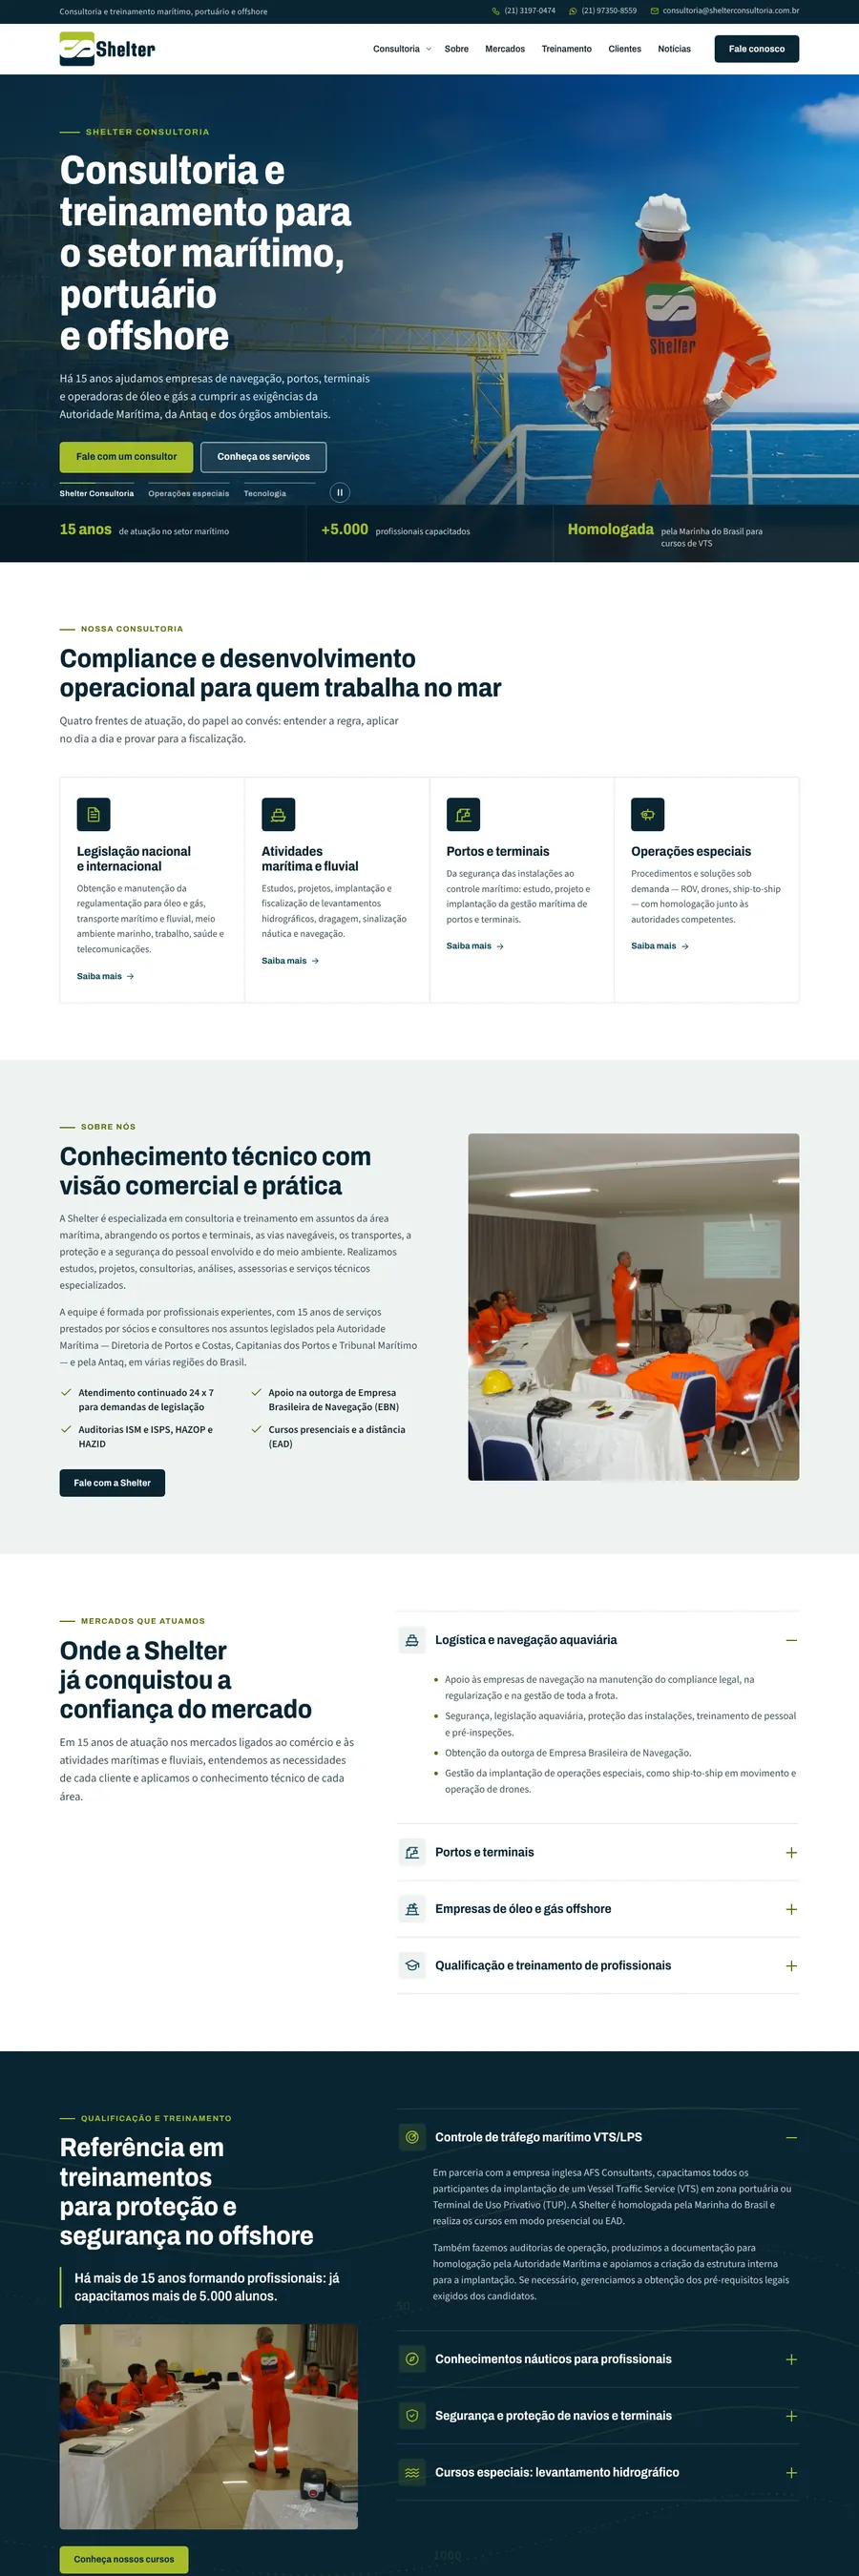 Consultoria e treinamento marítimo, portuário e offshore
(21) 3197-0474
(21) 97350-8559
consultoria@shelterconsultoria.com.br
Shelter
Consultoria
Sobre
Mercados
Treinamento
Clientes
Notícias
Fale conosco
SHELTER CONSULTORIA
Consultoria e
treinamento para
o setor marítimo,
portuário
e offshore
Shelter
Há 15 anos ajudamos empresas de navegação, portos, terminais
e operadoras de óleo e gás a cumprir as exigências da
Autoridade Marítima, da Antaq e dos órgãos ambientais.
Fale com um consultor
Conheça os serviços
Shelter Consultoria
Operações especiais
Tecnologia
15 anos
de atuação no setor marítimo
+5.000
profissionais capacitados
Homologada
pela Marinha do Brasil para
cursos de VTS
NOSSA CONSULTORIA
Compliance e desenvolvimento
operacional para quem trabalha no mar
Quatro frentes de atuação, do papel ao convés: entender a regra, aplicar
no dia a dia e provar para a fiscalização.
Legislação nacional
e internacional
Obtenção e manutenção da
regulamentação para óleo e gás,
transporte marítimo e fluvial, meio
ambiente marinho, trabalho, saúde e
telecomunicações.
Saiba mais →
Atividades
marítima e fluvial
Estudos, projetos, implantação e
fiscalização de levantamentos
hidrográficos, dragagem, sinalização
náutica e navegação.
Saiba mais →
Portos e terminais
Da segurança das instalações ao
controle marítimo: estudo, projeto e
implantação da gestão marítima de
portos e terminais.
Saiba mais →
Operações especiais
Procedimentos e soluções sob
demanda — ROV, drones, ship-to-ship
— com homologação junto às
autoridades competentes.
Saiba mais →
SOBRE NÓS
Conhecimento técnico com
visão comercial e prática
A Shelter é especializada em consultoria e treinamento em assuntos da área
marítima, abrangendo os portos e terminais, as vias navegáveis, os transportes, a
proteção e a segurança do pessoal envolvido e do meio ambiente. Realizamos
estudos, projetos, consultorias, análises, assessorias e serviços técnicos
especializados.
A equipe é formada por profissionais experientes, com 15 anos de serviços
prestados por sócios e consultores nos assuntos legislados pela Autoridade
Marítima — Diretoria de Portos e Costas, Capitanias dos Portos e Tribunal Marítimo
— e pela Antaq, em várias regiões do Brasil.
Atendimento continuado 24 x 7
para demandas de legislação
Apoio na outorga de Empresa
Brasileira de Navegação (EBN)
Auditorias ISM e ISPS, HAZOP e
HAZID
Cursos presenciais e a distância
(EAD)
Fale com a Shelter
MERCADOS QUE ATUAMOS
Onde a Shelter
já conquistou a
confiança do mercado
Em 15 anos de atuação nos mercados ligados ao comércio e às
atividades marítimas e fluviais, entendemos as necessidades
de cada cliente e aplicamos o conhecimento técnico de cada
área.
Logística e navegação aquaviária
Apoio às empresas de navegação na manutenção do compliance legal, na
regularização e na gestão de toda a frota.
Segurança, legislação aquaviária, proteção das instalações, treinamento de pessoal
e pré-inspeções.
Obtenção da outorga de Empresa Brasileira de Navegação.
Gestão da implantação de operações especiais, como ship-to-ship em movimento e
operação de drones.
Portos e terminais
Empresas de óleo e gás offshore
Qualificação e treinamento de profissionais
QUALIFICAÇÃO E TREINAMENTO
Referência em
treinamentos
para proteção e
segurança no offshore
Há mais de 15 anos formando profissionais: já
capacitamos mais de 5.000 alunos.
Conheça nossos cursos
Controle de tráfego marítimo VTS/LPS
Em parceria com a empresa inglesa AFS Consultants, capacitamos todos os
participantes da implantação de um Vessel Traffic Service (VTS) em zona portuária ou
Terminal de Uso Privativo (TUP). A Shelter é homologada pela Marinha do Brasil e
realiza os cursos em modo presencial ou EAD.
Também fazemos auditorias de operação, produzimos a documentação para
homologação pela Autoridade Marítima e apoiamos a criação da estrutura interna
para a implantação. Se necessário, gerenciamos a obtenção dos pré-requisitos legais
exigidos dos candidatos.
50
Conhecimentos náuticos para profissionais
Segurança e proteção de navios e terminais
Cursos especiais: levantamento hidrográfico
1000